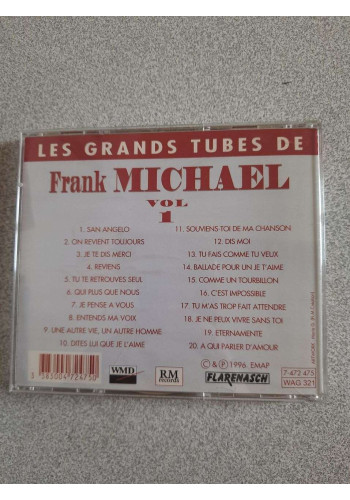 LES GRANDS TUBES DE
Frank MICHAEL
VOL
1
1. SAN ANGELO
2. ON REVIENT TOUJOURS
3. JE TE DIS MERCI
4. REVIENS
5. TU TE RETROUVES SEUL
6. QUI PLUS QUE NOUS
7. JE PENSE A VOUS
8. ENTENDS MA VOIX
9. UNE AUTRE VIE, UN AUTRE HOMME
10. DITES LUI QUE JE L'AIME
11. SOUVIENS-TOI DE MA CHANSON
12. DIS MOI
13. TU FAIS COMME TU VEUX
14. BALLADE POUR UN JE T'AIME
15. COMME UN TOURBILLON
16. C'EST IMPOSSIBLE
17. TU M'AS TROP FAIT ATTENDRE
18. JE NE PEUX VIVRE SANS TOI
19. ETERNAMENTE
20. A QUI PARLER D'AMOUR
3 383004 724750
WMD
RM
records
© & ℗ 1996 EMAP
FLARENASCH
7 472 475
WAG 321